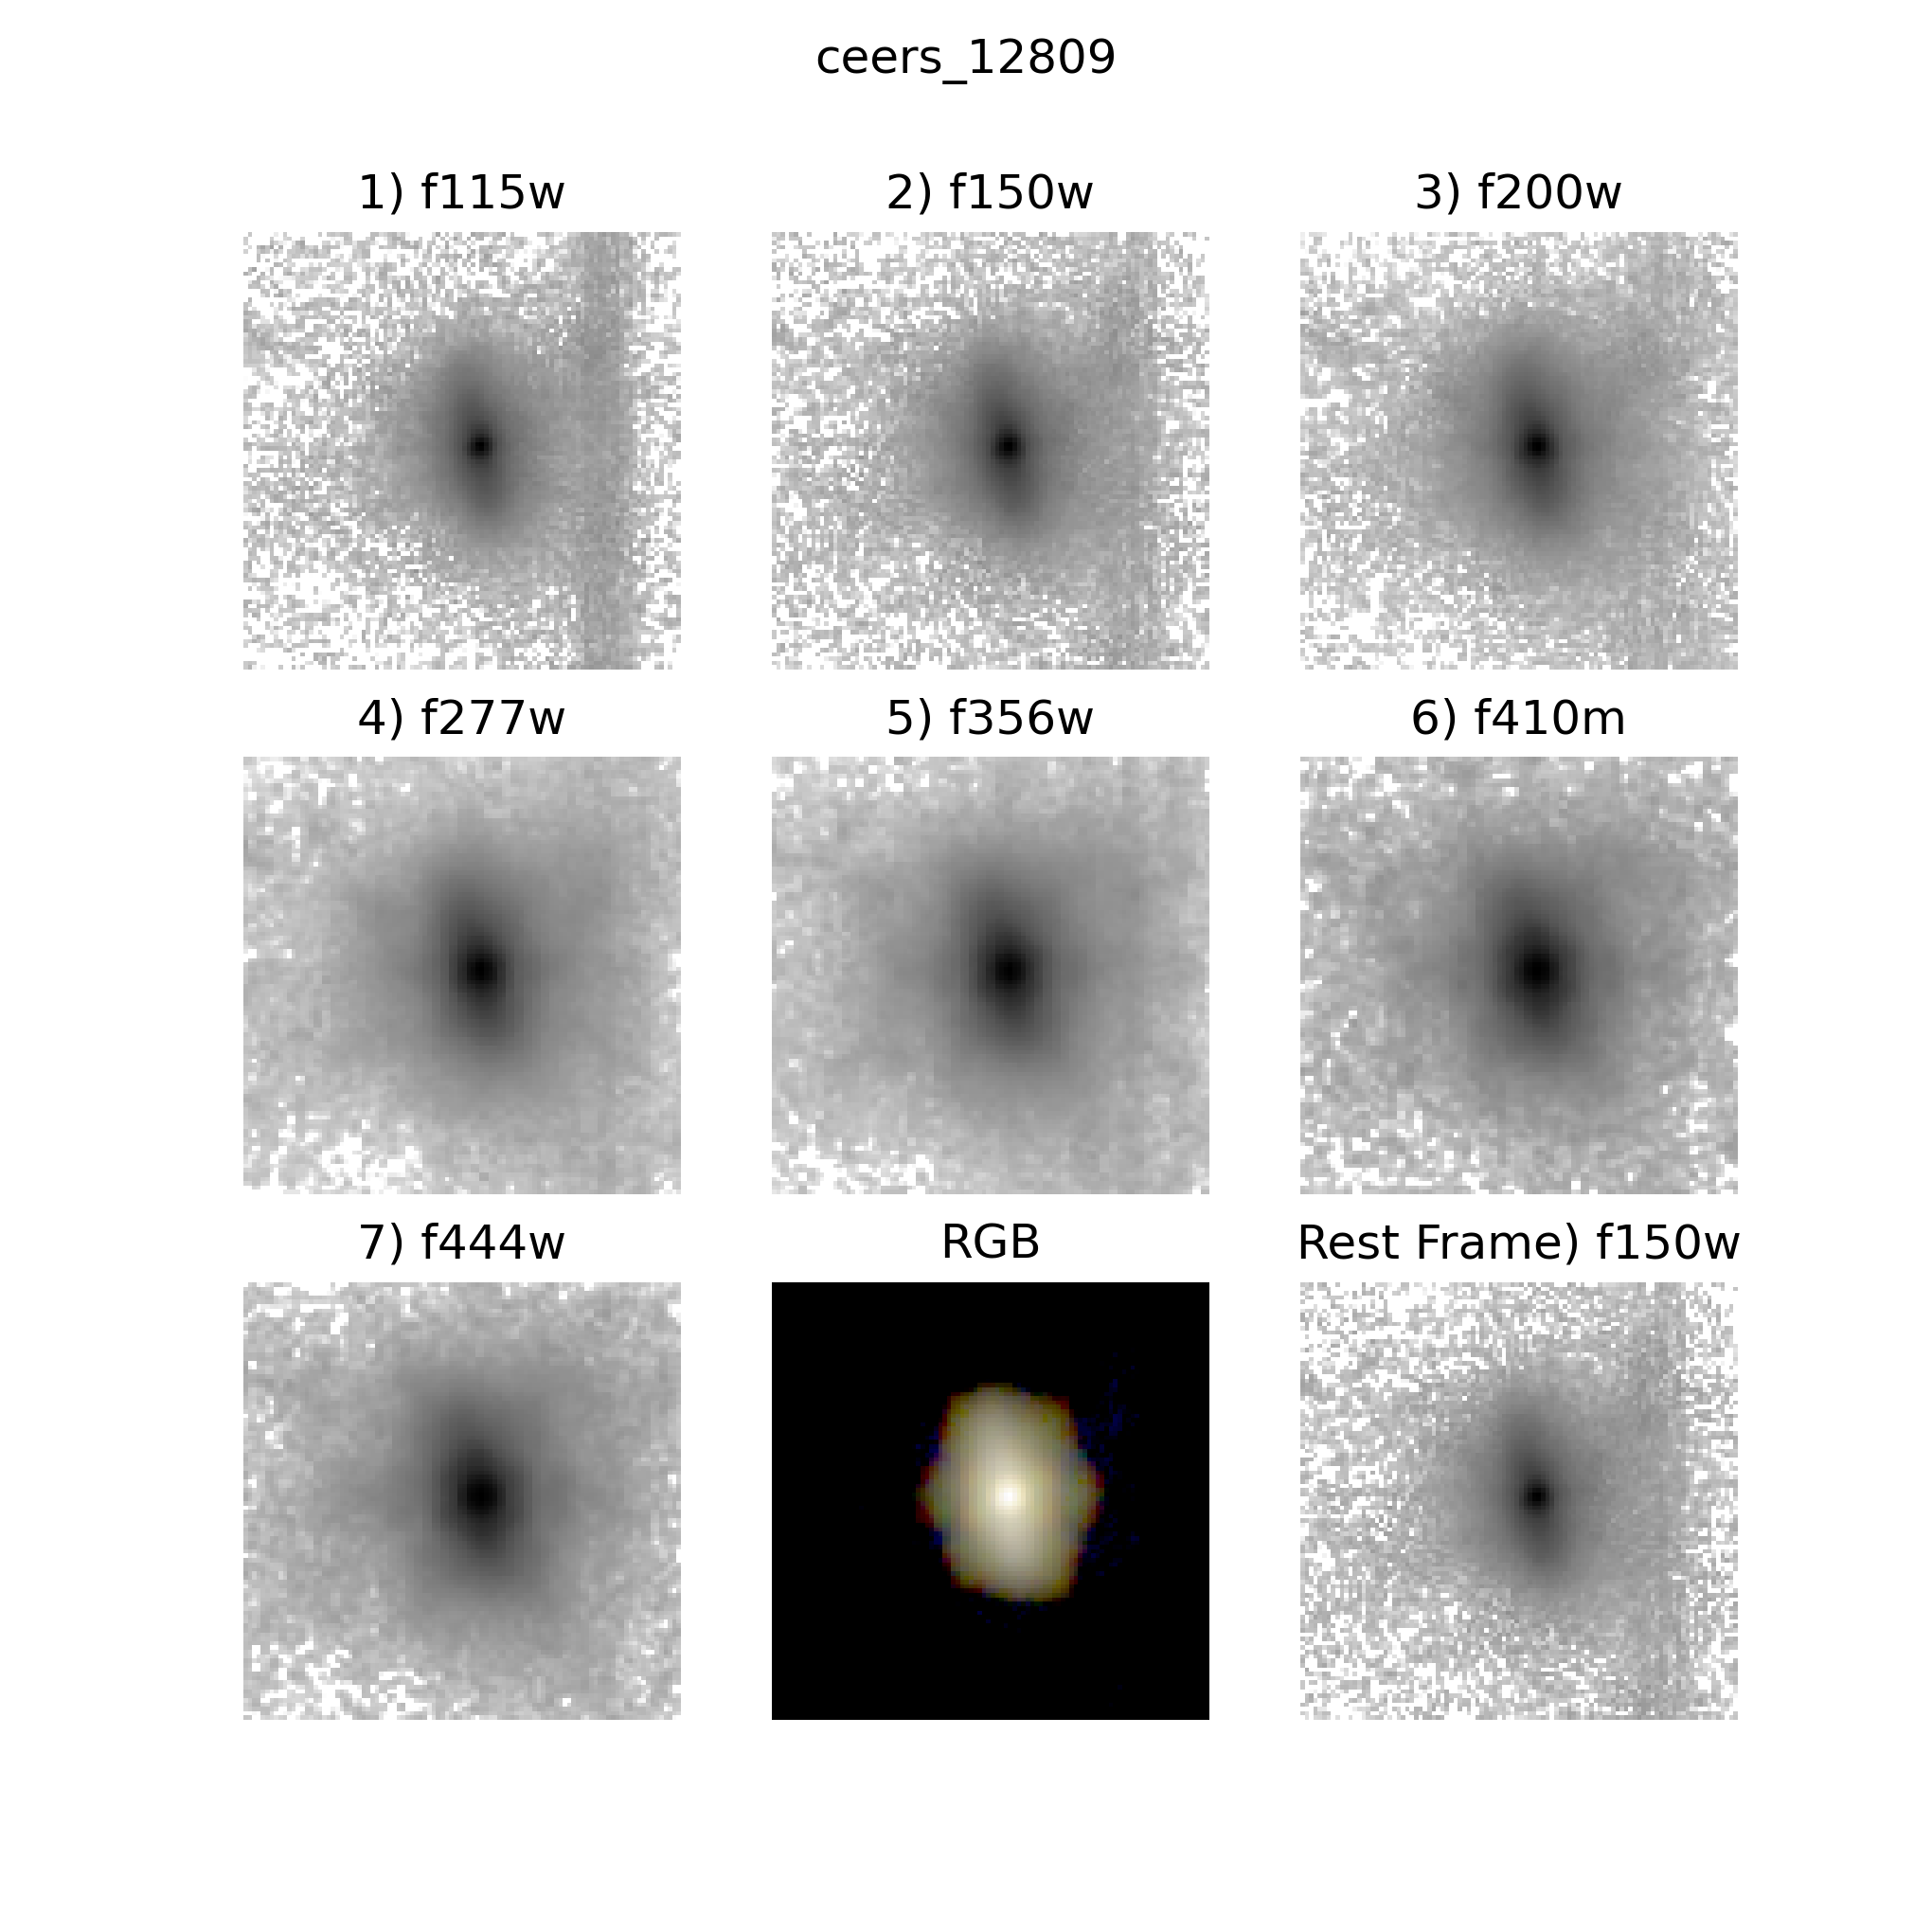 ceers_12809
1) f115w
2) f150w
3) f200w
4) f277w
5) f356w
6) f410m
7) f444w
RGB
Rest Frame) f150w